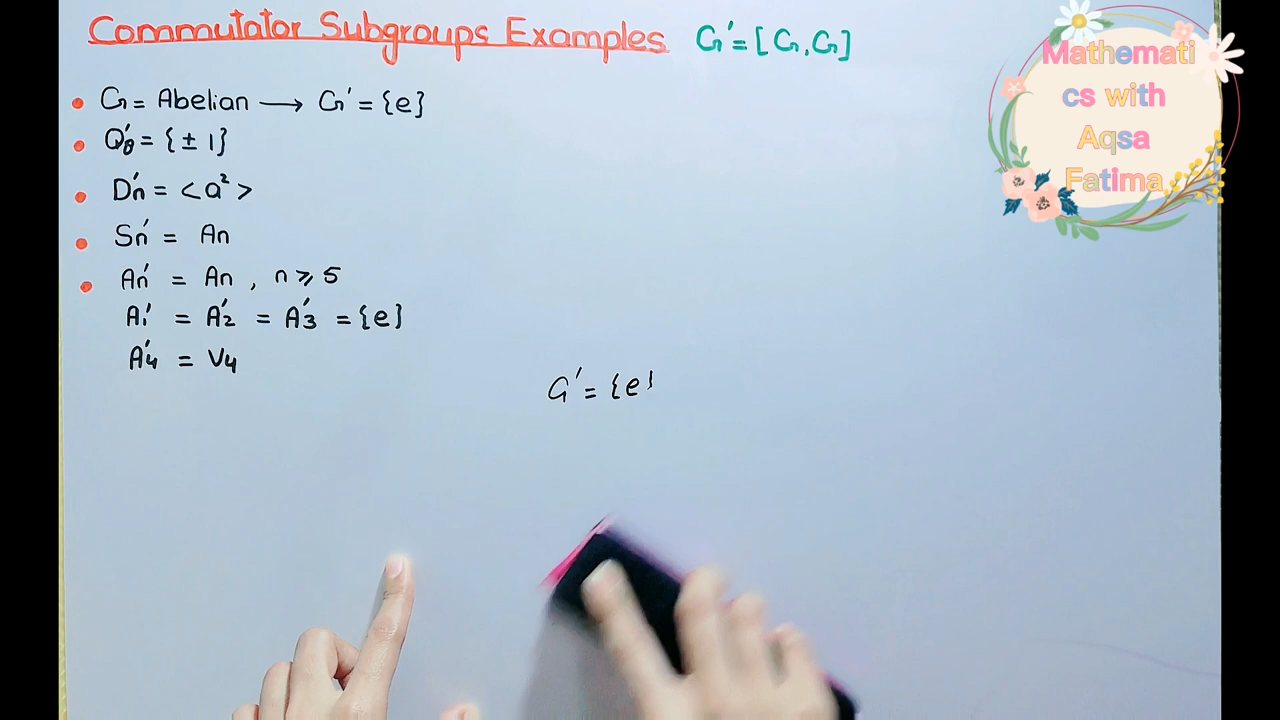 Commutator Subgroups Examples G' = [G, G]
• G = Abelian → G' = {e}
• Q₈' = {± 1}
• Dn' = <a²>
• Sn' = An
• An' = An , n ⩾ 5
A₁' = A₂' = A₃' = {e}
A₄' = V₄
G' = {e}
Mathemati
cs with
Aqsa
Fatima